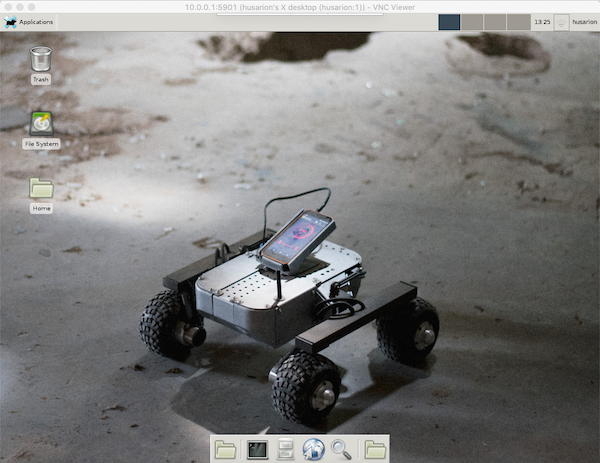 10.0.0.1:5901 (husarion's X desktop (husarion:1)) - VNC Viewer
Applications
13:25
husarion
Trash
File System
Home